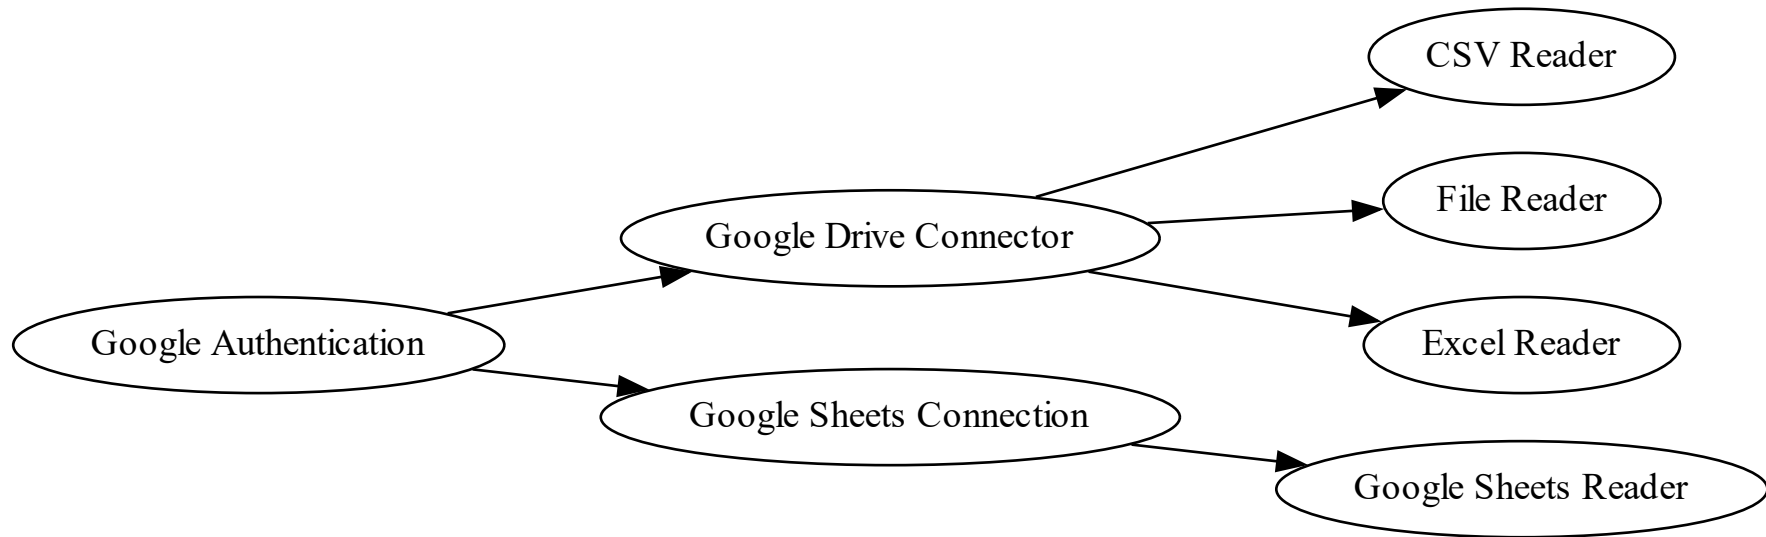 CSV Reader
File Reader
Google Drive Connector
Google Authentication
Excel Reader
Google Sheets Connection
Google Sheets Reader